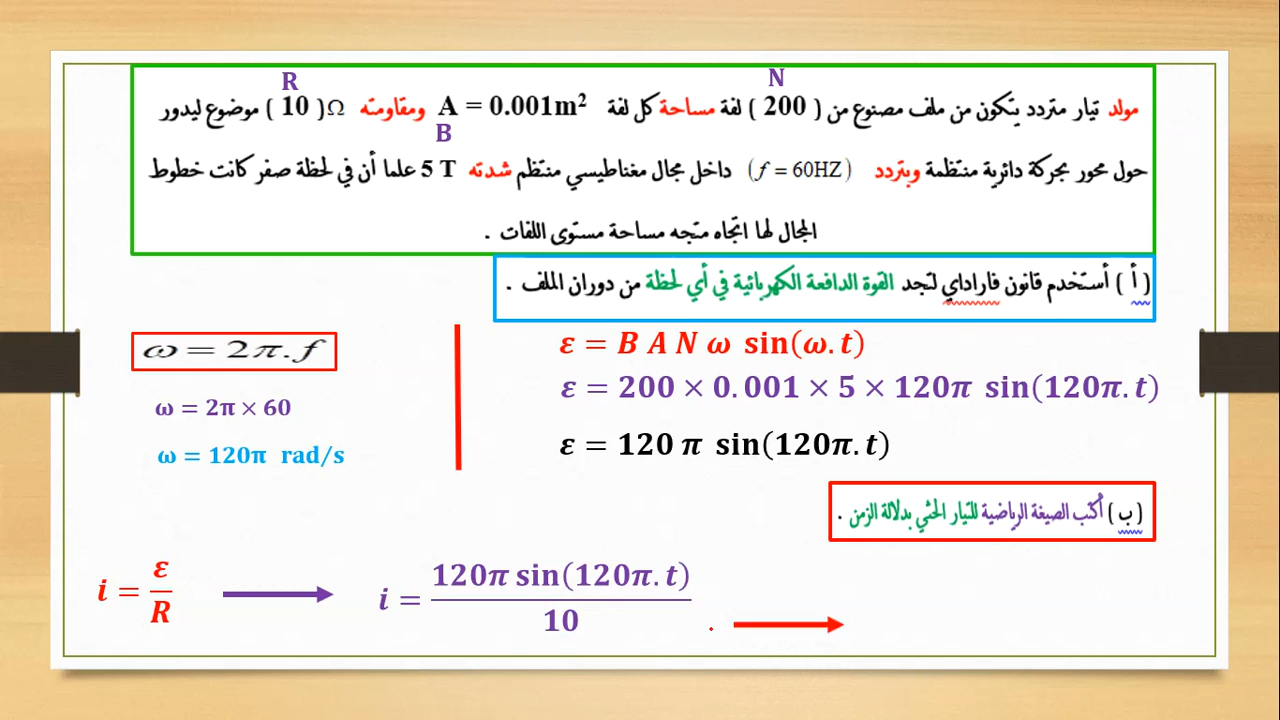 R
N
مولد تيار متردد يتكون من ملف مصنوع من ( 200 ) لفة مساحة كل لفة A = 0.001m² ومقاومته Ω( 10 ) موضوع ليدور
B
حول محور بحركة دائرية منتظمة وبتردد (f = 60HZ) داخل مجال مغناطيسي منتظم شدته 5 T علما أن في لحظة صفر كانت خطوط
المجال لها اتجاه متجه مساحة مستوى اللفات .
( أ ) أستخدم قانون فاراداي لتجد القوة الدافعة الكهربائية في أي لحظة من دوران الملف .
ω = 2π.f
ε = B A N ω sin(ω.t)
ω = 2π × 60
ε = 200 × 0.001 × 5 × 120π sin(120π.t)
ω = 120π rad/s
ε = 120 π sin(120π.t)
(ب) أكتب الصيغة الرياضية للتيار الحثي بدلالة الزمن .
i = ε/R
i = 120π sin(120π.t)/10